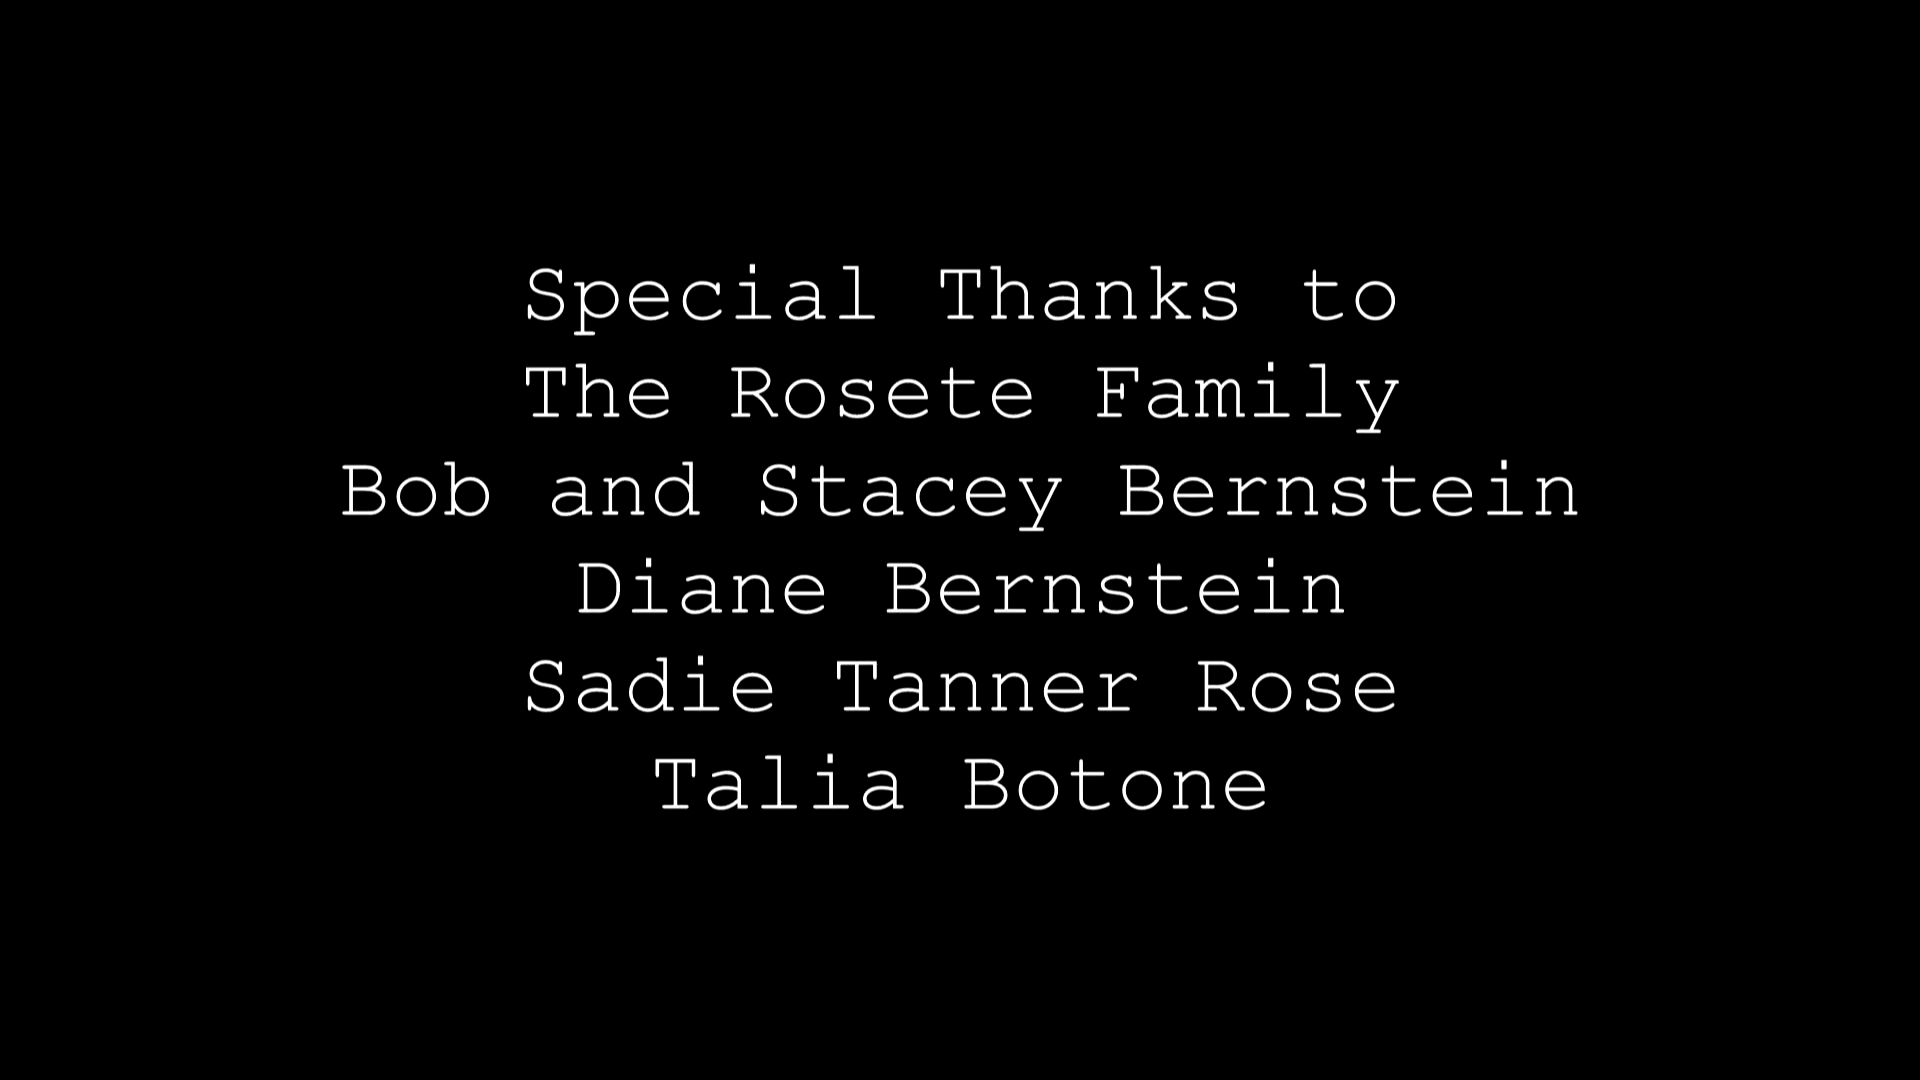 Special Thanks to
The Rosete Family
Bob and Stacey Bernstein
Diane Bernstein
Sadie Tanner Rose
Talia Botone